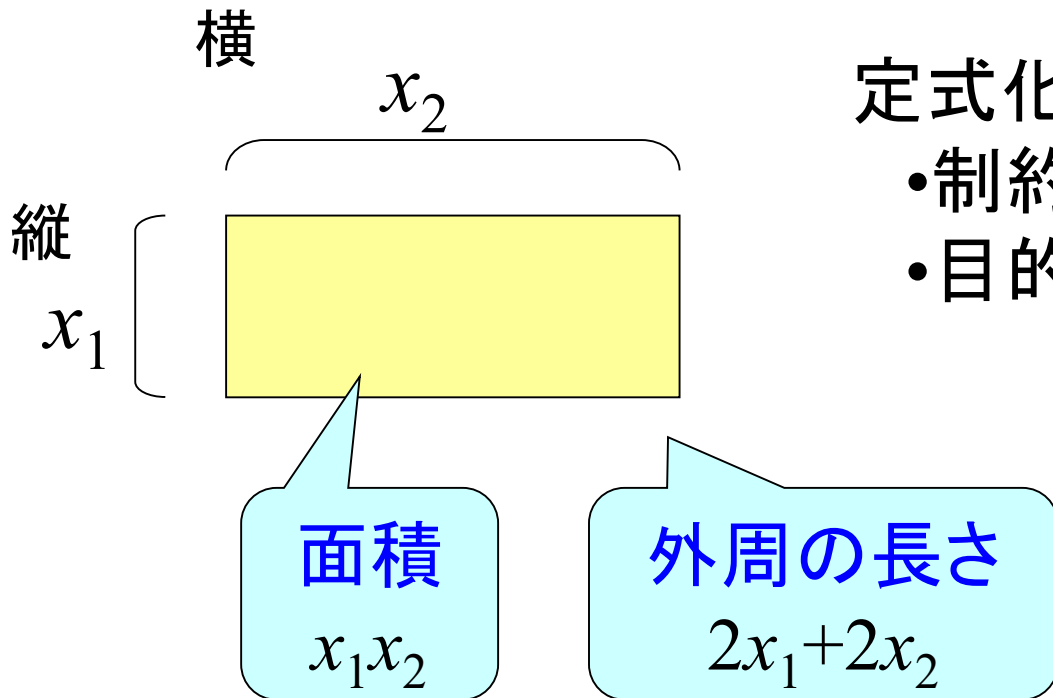 横
x₂
縦
x₁
定式化
•制約
•目的
面積
x₁x₂
外周の長さ
2x₁+2x₂